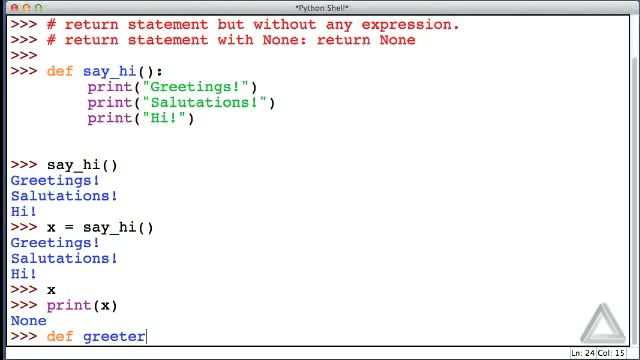 *Python Shell*
>>> # return statement but without any expression.
>>> # return statement with None: return None
>>>
>>> def say_hi():
print("Greetings!")
print("Salutations!")
print("Hi!")
>>> say_hi()
Greetings!
Salutations!
Hi!
>>> x = say_hi()
Greetings!
Salutations!
Hi!
>>> x
>>> print(x)
None
>>> def greeter
Ln: 24 Col: 15